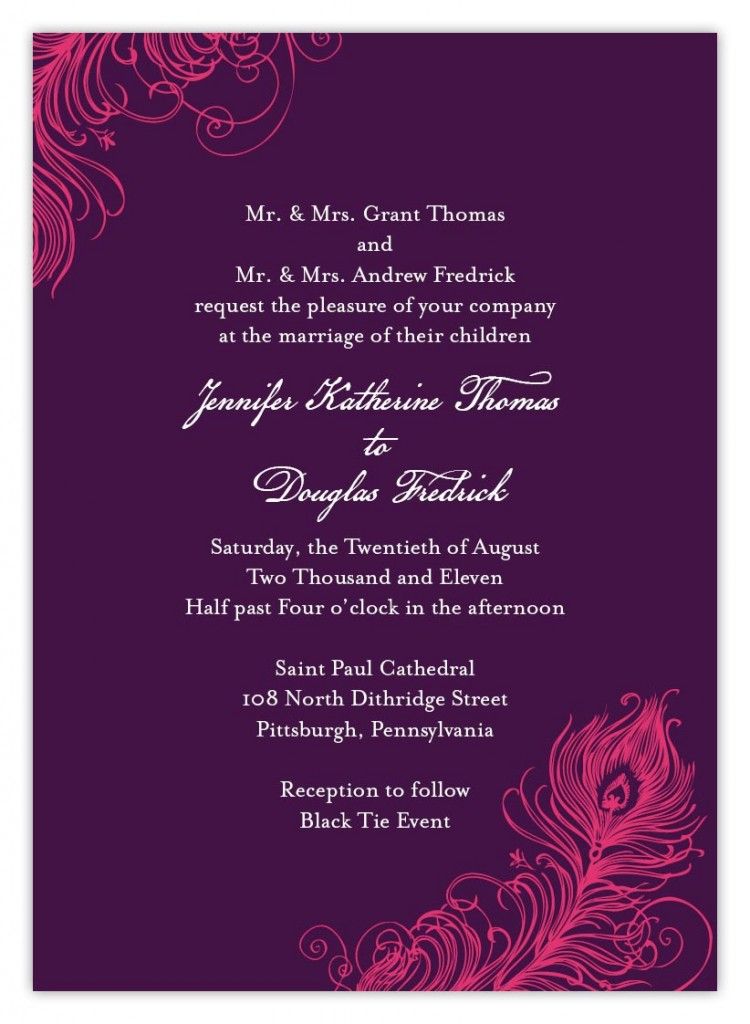 Mr. & Mrs. Grant Thomas
and
Mr. & Mrs. Andrew Fredrick
request the pleasure of your company
at the marriage of their children
Jennifer Katherine Thomas
to
Douglas Fredrick
Saturday, the Twentieth of August
Two Thousand and Eleven
Half past Four o’clock in the afternoon
Saint Paul Cathedral
108 North Dithridge Street
Pittsburgh, Pennsylvania
Reception to follow
Black Tie Event